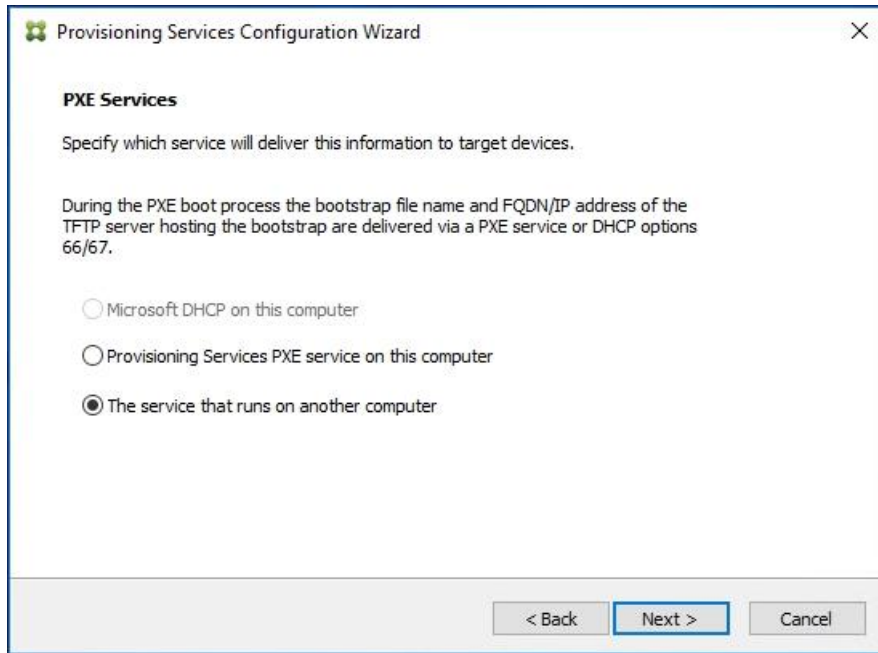 Provisioning Services Configuration Wizard
PXE Services
Specify which service will deliver this information to target devices.
During the PXE boot process the bootstrap file name and FQDN/IP address of the
TFTP server hosting the bootstrap are delivered via a PXE service or DHCP options
66/67.
Microsoft DHCP on this computer
Provisioning Services PXE service on this computer
The service that runs on another computer
< Back Next > Cancel